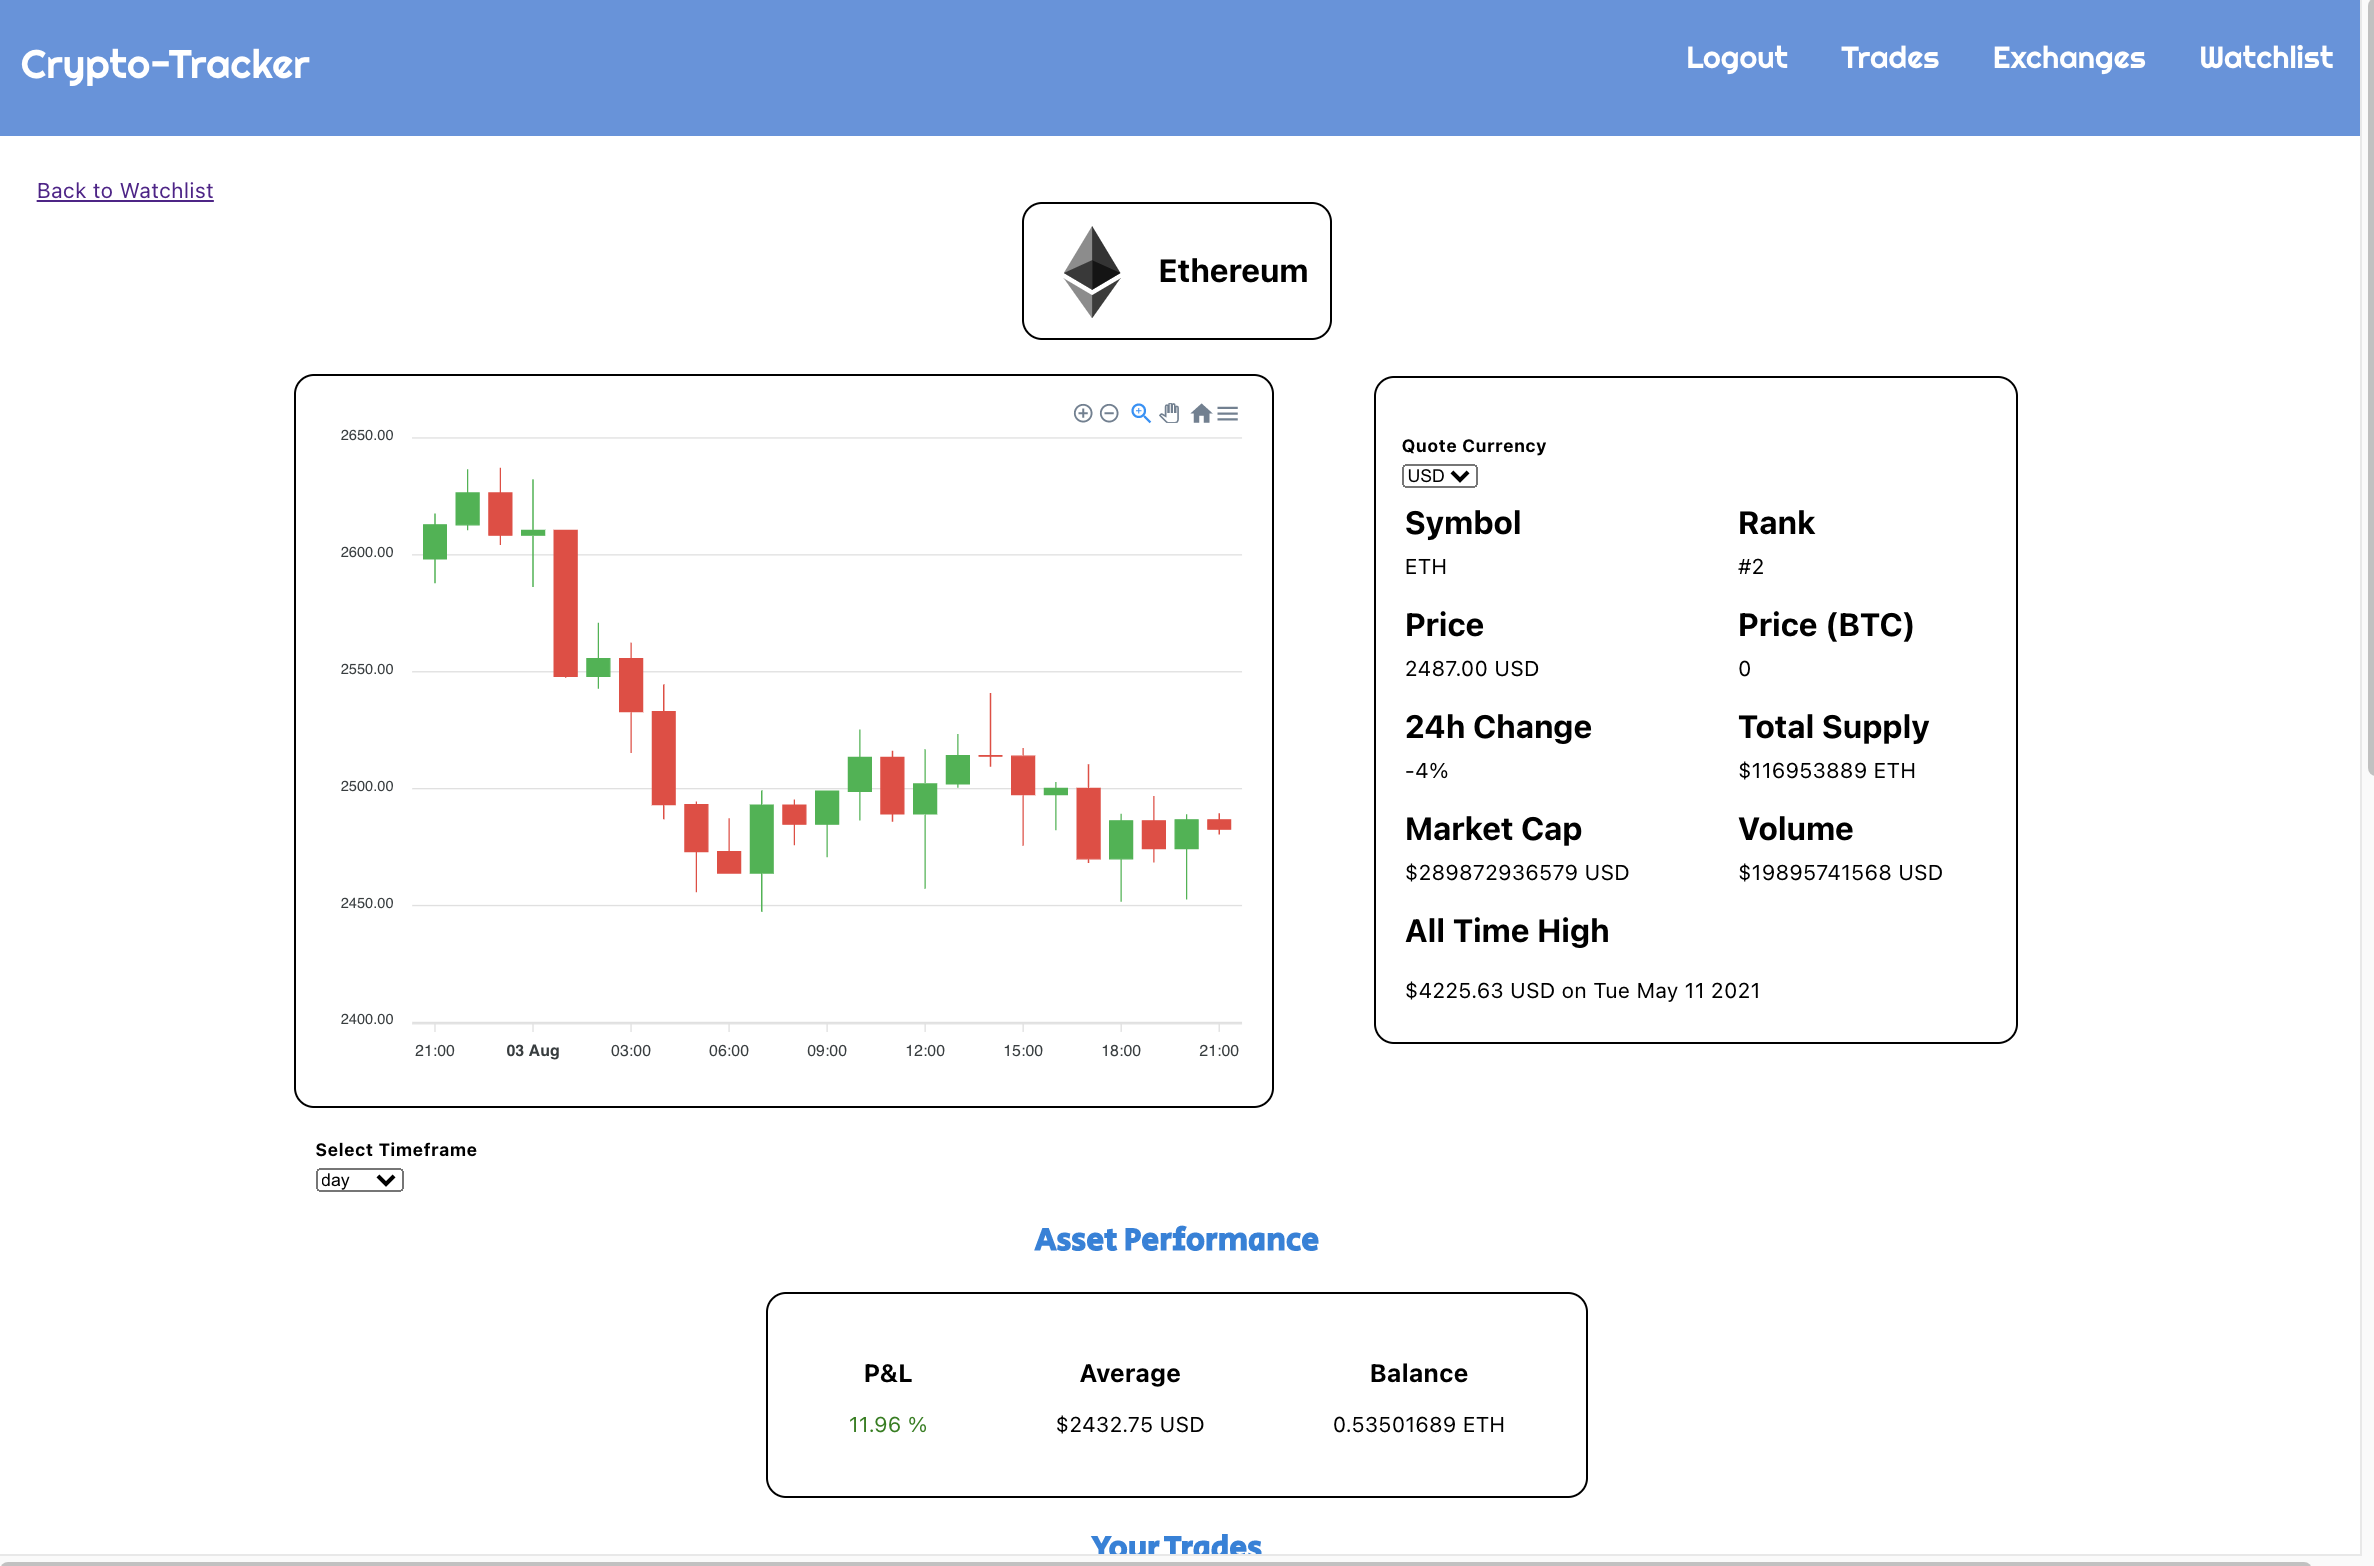 Crypto-Tracker
Logout Trades Exchanges Watchlist
Back to Watchlist
Ethereum
2650.00
2600.00
2550.00
2500.00
2450.00
2400.00
21:00 03 Aug 03:00 06:00 09:00 12:00 15:00 18:00 21:00
Quote Currency
USD
Symbol Rank
ETH #2
Price Price (BTC)
2487.00 USD 0
24h Change Total Supply
-4% $116953889 ETH
Market Cap Volume
$289872936579 USD $19895741568 USD
All Time High
$4225.63 USD on Tue May 11 2021
Select Timeframe
day
Asset Performance
P&L Average Balance
11.96 % $2432.75 USD 0.53501689 ETH
Your Trades